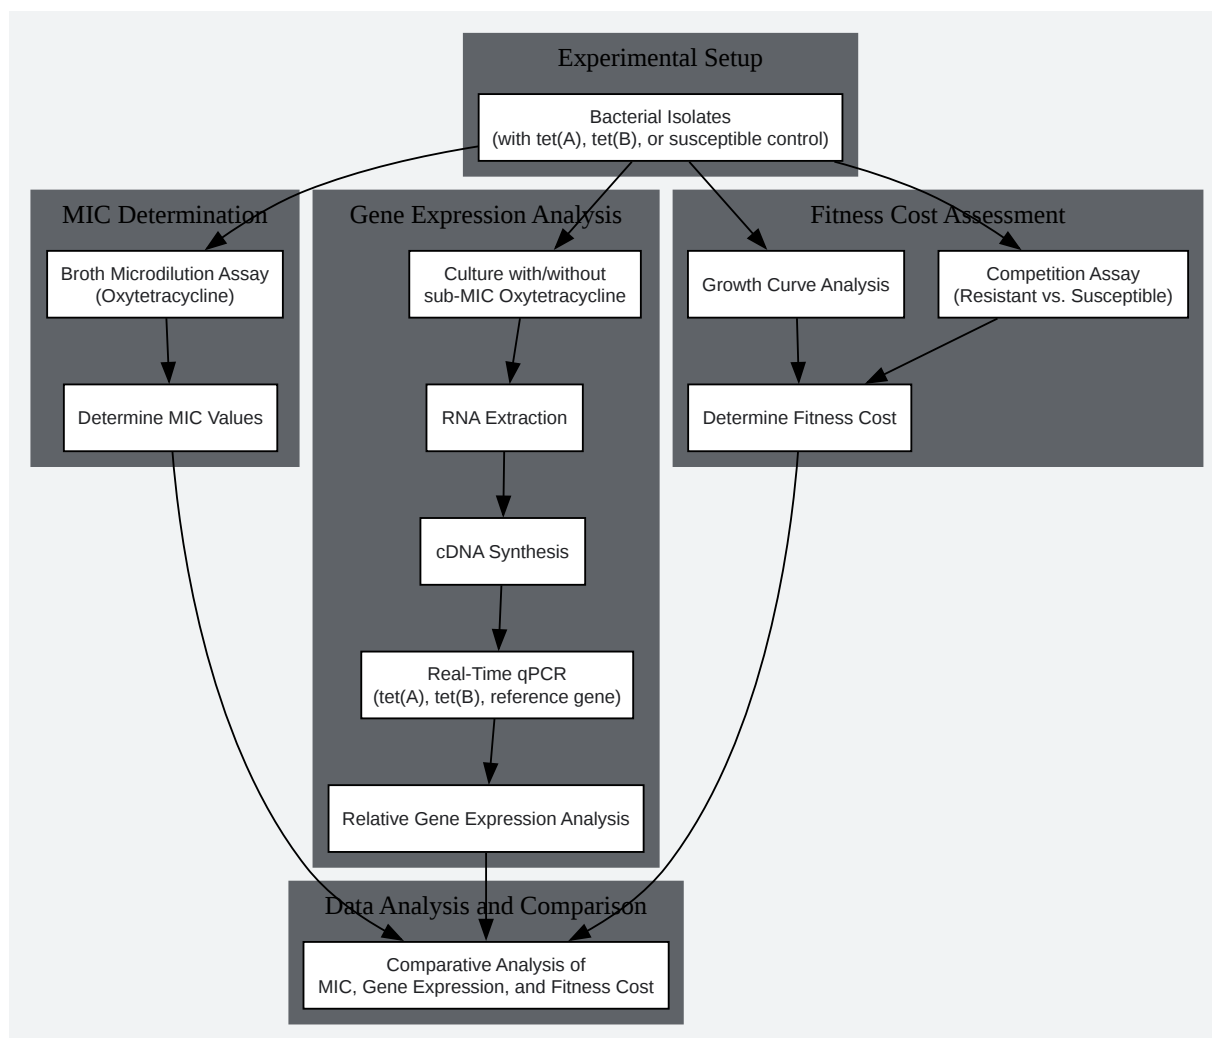 Experimental Setup
Bacterial Isolates
(with tet(A), tet(B), or susceptible control)
MIC Determination
Broth Microdilution Assay
(Oxytetracycline)
Determine MIC Values
Gene Expression Analysis
Culture with/without
sub-MIC Oxytetracycline
RNA Extraction
cDNA Synthesis
Real-Time qPCR
(tet(A), tet(B), reference gene)
Relative Gene Expression Analysis
Fitness Cost Assessment
Growth Curve Analysis
Competition Assay
(Resistant vs. Susceptible)
Determine Fitness Cost
Data Analysis and Comparison
Comparative Analysis of
MIC, Gene Expression, and Fitness Cost